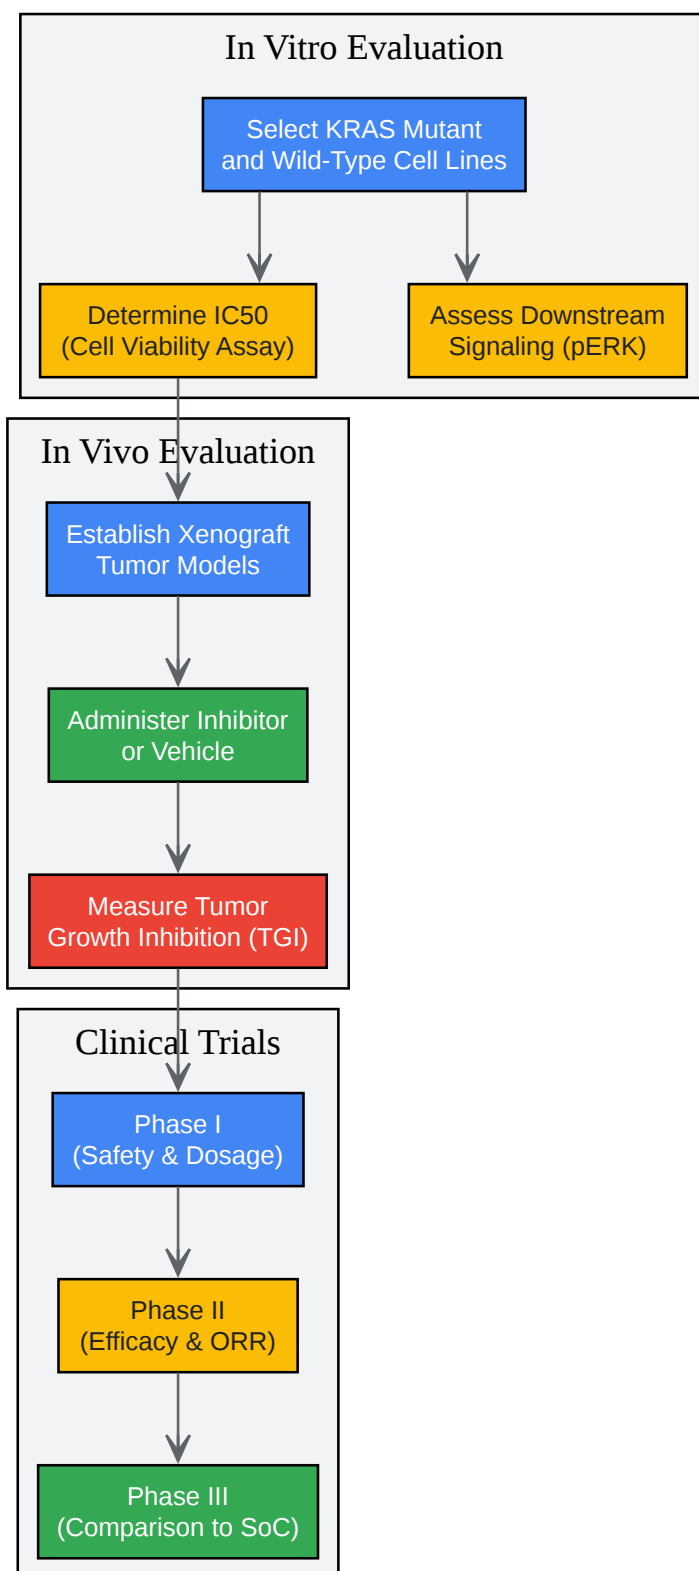 In Vitro Evaluation
Select KRAS Mutant
and Wild-Type Cell Lines
Determine IC50
(Cell Viability Assay)
Assess Downstream
Signaling (pERK)
In Vivo Evaluation
Establish Xenograft
Tumor Models
Administer Inhibitor
or Vehicle
Measure Tumor
Growth Inhibition (TGI)
Clinical Trials
Phase I
(Safety & Dosage)
Phase II
(Efficacy & ORR)
Phase III
(Comparison to SoC)